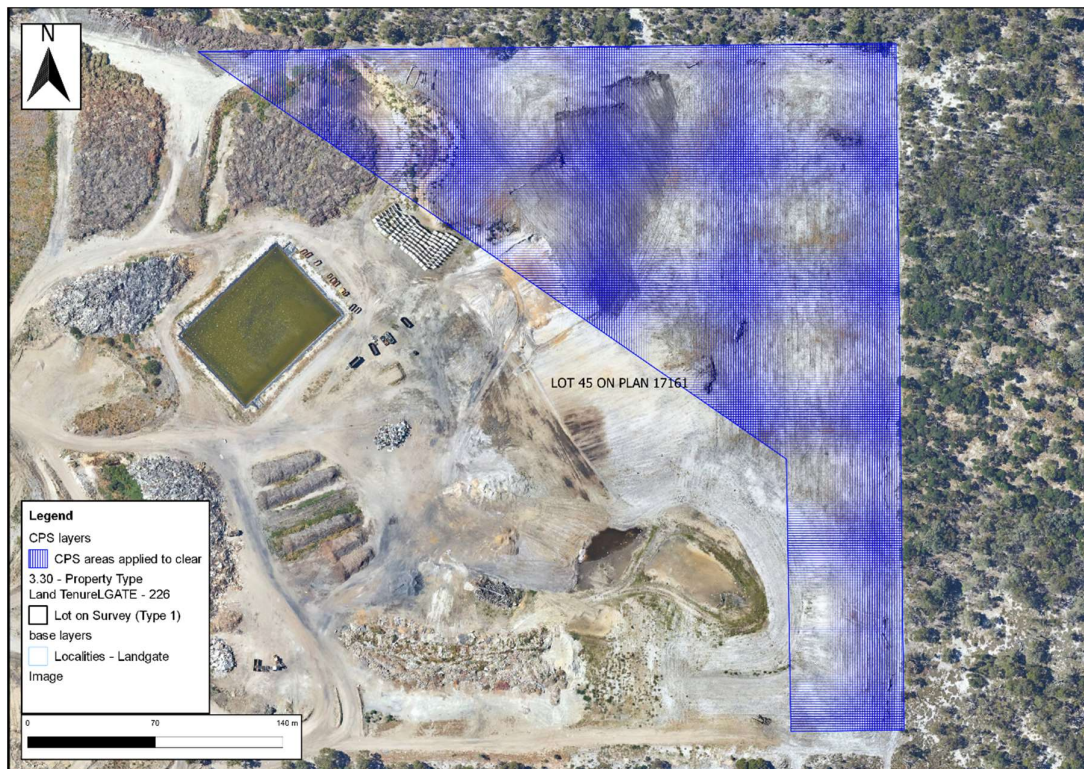 N
LOT 45 ON PLAN 17161
Legend
CPS layers
CPS areas applied to clear
3.30 - Property Type
Land TenureLGATE - 226
Lot on Survey (Type 1)
base layers
Localities - Landgate
Image
0 70 140 m